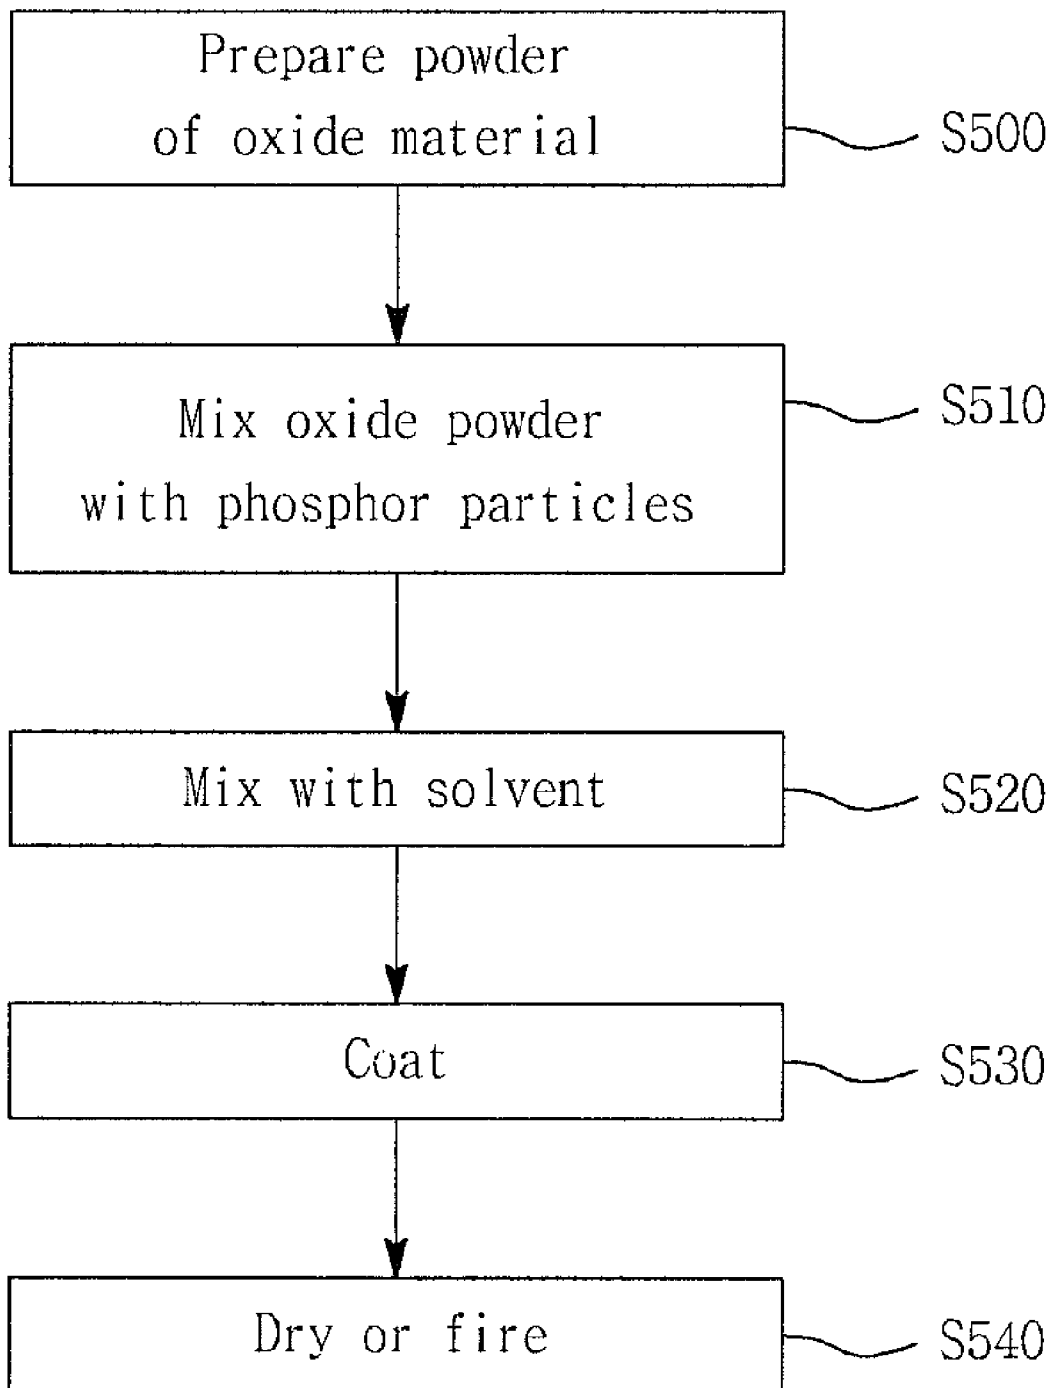 Prepare powder
of oxide material
S500
Mix oxide powder
with phosphor particles
S510
Mix with solvent
S520
Coat
S530
Dry or fire
S540